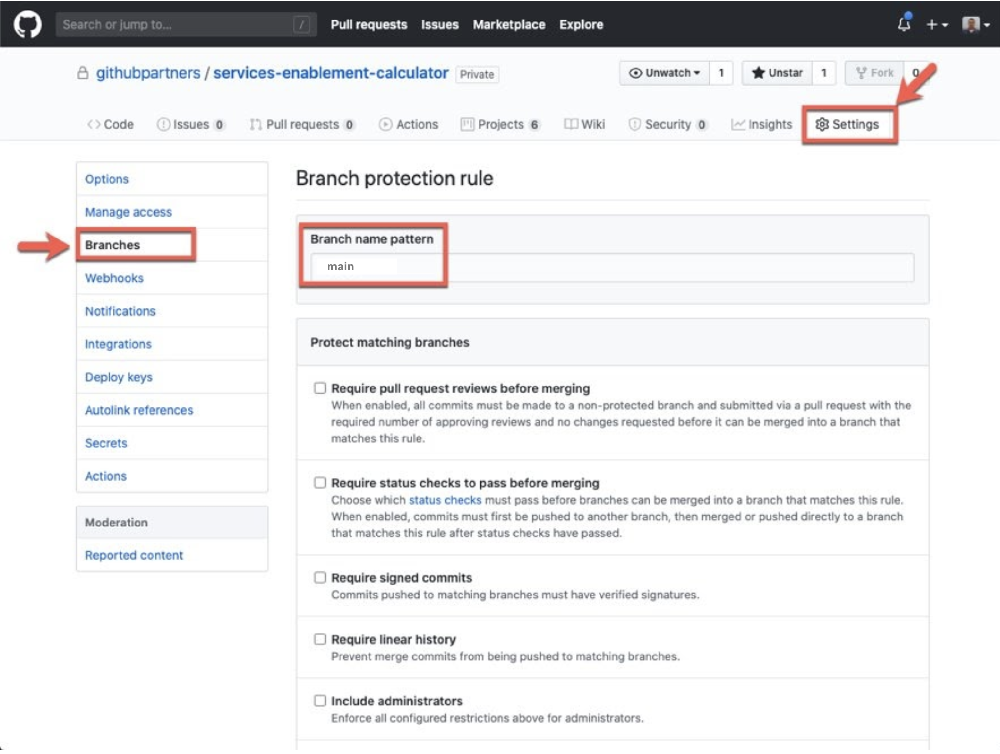 Search or jump to... /
Pull requests Issues Marketplace Explore
githubpartners / services-enablement-calculator Private
Unwatch 1 Unstar 1 Fork 0
Code Issues 0 Pull requests 0 Actions Projects 6 Wiki Security 0 Insights Settings
Options
Manage access
Branches
Webhooks
Notifications
Integrations
Deploy keys
Autolink references
Secrets
Actions
Moderation
Reported content
Branch protection rule
Branch name pattern
main
Protect matching branches
Require pull request reviews before merging
When enabled, all commits must be made to a non-protected branch and submitted via a pull request with the
required number of approving reviews and no changes requested before it can be merged into a branch that
matches this rule.
Require status checks to pass before merging
Choose which status checks must pass before branches can be merged into a branch that matches this rule.
When enabled, commits must first be pushed to another branch, then merged or pushed directly to a branch
that matches this rule after status checks have passed.
Require signed commits
Commits pushed to matching branches must have verified signatures.
Require linear history
Prevent merge commits from being pushed to matching branches.
Include administrators
Enforce all configured restrictions above for administrators.